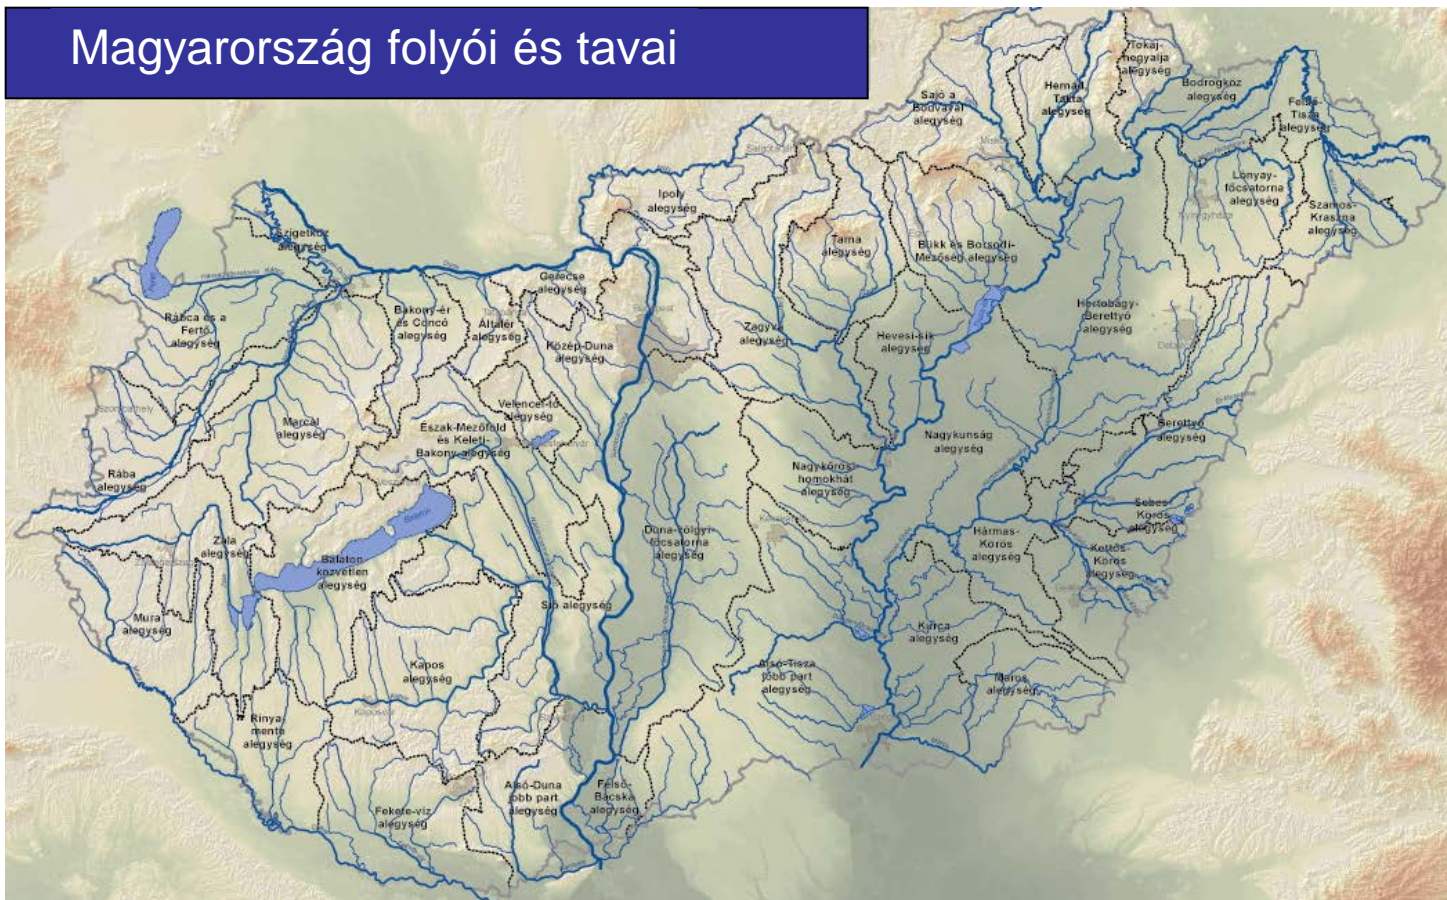 Magyarország folyói és tavai
Tokaj-
hegyalja
alegység
Bodrogköz
alegység
Sajó a
Bódvával
alegység
Hernád,
Takta
alegység
Felső-
Tisza
alegység
Ipoly
alegység
Lónyay-
főcsatorna
alegység
Szamos-
Kraszna
alegység
Szigetköz
alegység
Tarna
alegység
Bükk és Borsodi-
Mezőség alegység
Gerecse
alegység
Rábca és a
Fertő
alegység
Bakony-ér
és Concó
alegység
Általér
alegység
Közép-Duna
alegység
Zagyva
alegység
Hevesi-sík
alegység
Hortobágy-
Berettyó
alegység
Debrecen
Szombathely
Marcal
alegység
Velencei-tó
alegység
Észak-Mezőföld
és Keleti-
Bakony alegység
Nagykunság
alegység
Berettyó
alegység
Rába
alegység
Nagykőrösi-
homokhát
alegység
Sebes-
Körös
alegység
Balaton
Duna-völgyi-
főcsatorna
alegység
Kecskemét
Hármas-
Körös
alegység
Kettős-
Körös
alegység
Zala
alegység
Balaton
közvetlen
alegység
Sió alegység
Mura
alegység
Kurca
alegység
Kapos
alegység
Alsó-Tisza
jobb part
alegység
Maros
alegység
Kaposvár
Rinya-
mente
alegység
Fekete-víz
alegység
Alsó-Duna
jobb part
alegység
Felső-
Bácska
alegység